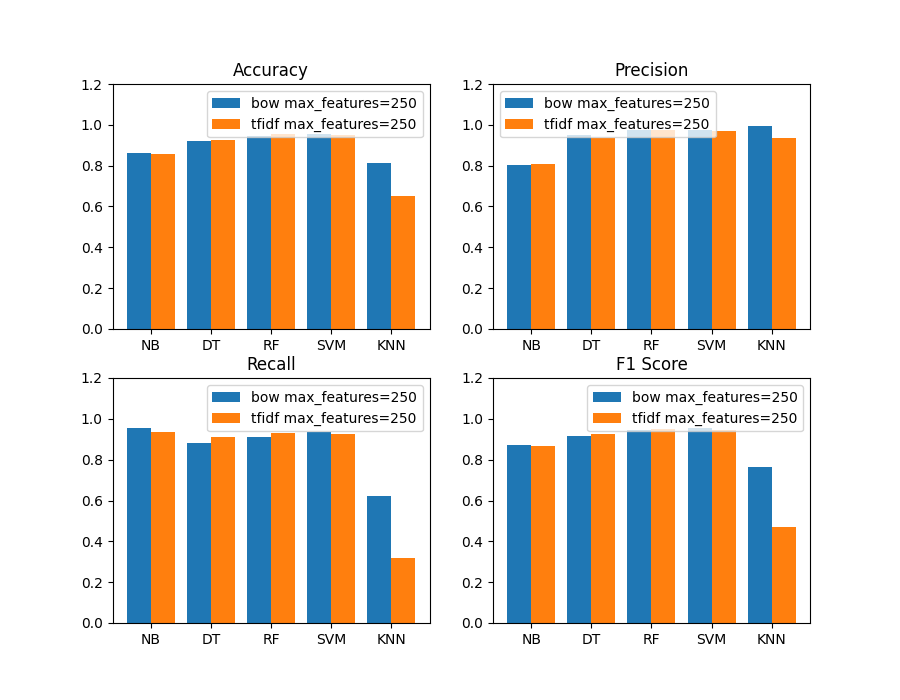 Accuracy
1.2
1.0
0.8
0.6
0.4
0.2
0.0
bow max_features=250
tfidf max_features=250
NB DT RF SVM KNN
Precision
1.2
1.0
0.8
0.6
0.4
0.2
0.0
bow max_features=250
tfidf max_features=250
NB DT RF SVM KNN
Recall
1.2
1.0
0.8
0.6
0.4
0.2
0.0
bow max_features=250
tfidf max_features=250
NB DT RF SVM KNN
F1 Score
1.2
1.0
0.8
0.6
0.4
0.2
0.0
bow max_features=250
tfidf max_features=250
NB DT RF SVM KNN